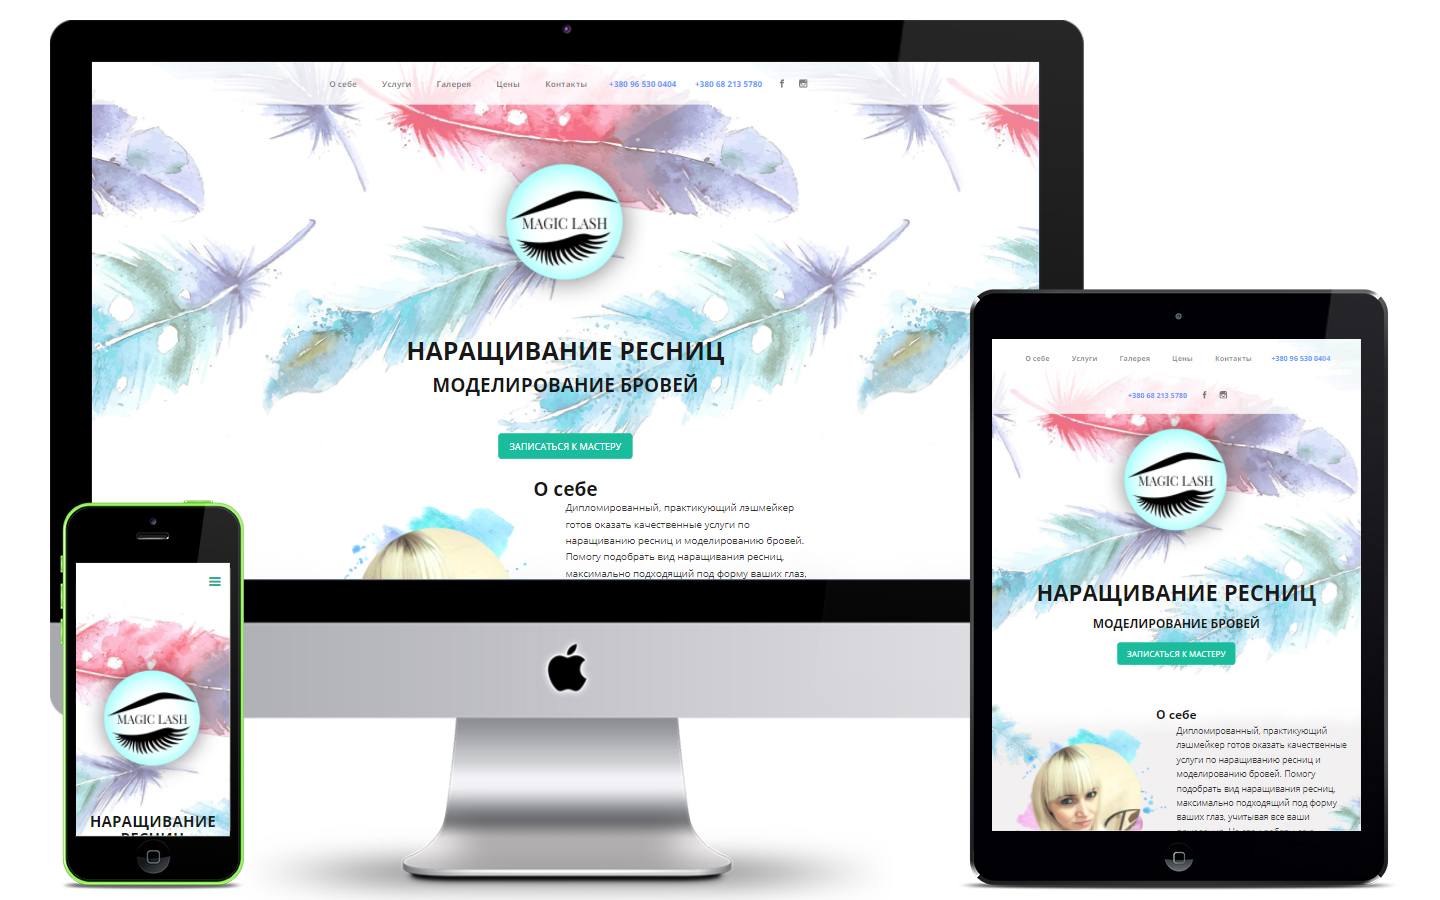 О себе Услуги Галерея Цены Контакты +380 96 530 0404 +380 68 213 5780
MAGIC LASH
НАРАЩИВАНИЕ РЕСНИЦ
МОДЕЛИРОВАНИЕ БРОВЕЙ
ЗАПИСАТЬСЯ К МАСТЕРУ
О себе
Дипломированный, практикующий лэшмейкер
готов оказать качественные услуги по
наращиванию ресниц и моделированию бровей.
Помогу подобрать вид наращивания ресниц,
максимально подходящий под форму ваших глаз,
MAGIC LASH
НАРАЩИВАНИЕ
РЕСНИЦ
О себе Услуги Галерея Цены Контакты +380 96 530 0404
+380 68 213 5780
MAGIC LASH
НАРАЩИВАНИЕ РЕСНИЦ
МОДЕЛИРОВАНИЕ БРОВЕЙ
ЗАПИСАТЬСЯ К МАСТЕРУ
О себе
Дипломированный, практикующий
лэшмейкер готов оказать качественные
услуги по наращиванию ресниц и
моделированию бровей. Помогу
подобрать вид наращивания ресниц,
максимально подходящий под форму
ваших глаз, учитывая все ваши